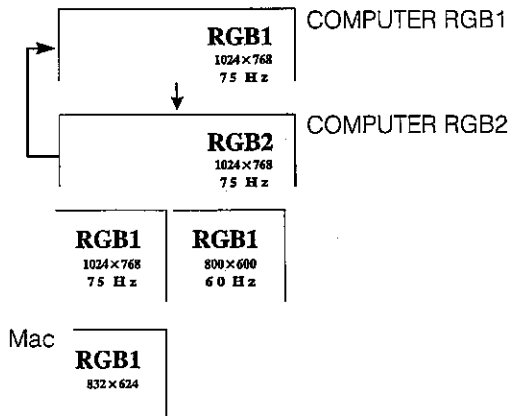 RGB1
1024×768
75 Hz
COMPUTER RGB1
RGB2
1024×768
75 Hz
COMPUTER RGB2
RGB1
1024×768
75 Hz
RGB1
800×600
60 Hz
Mac
RGB1
832×624